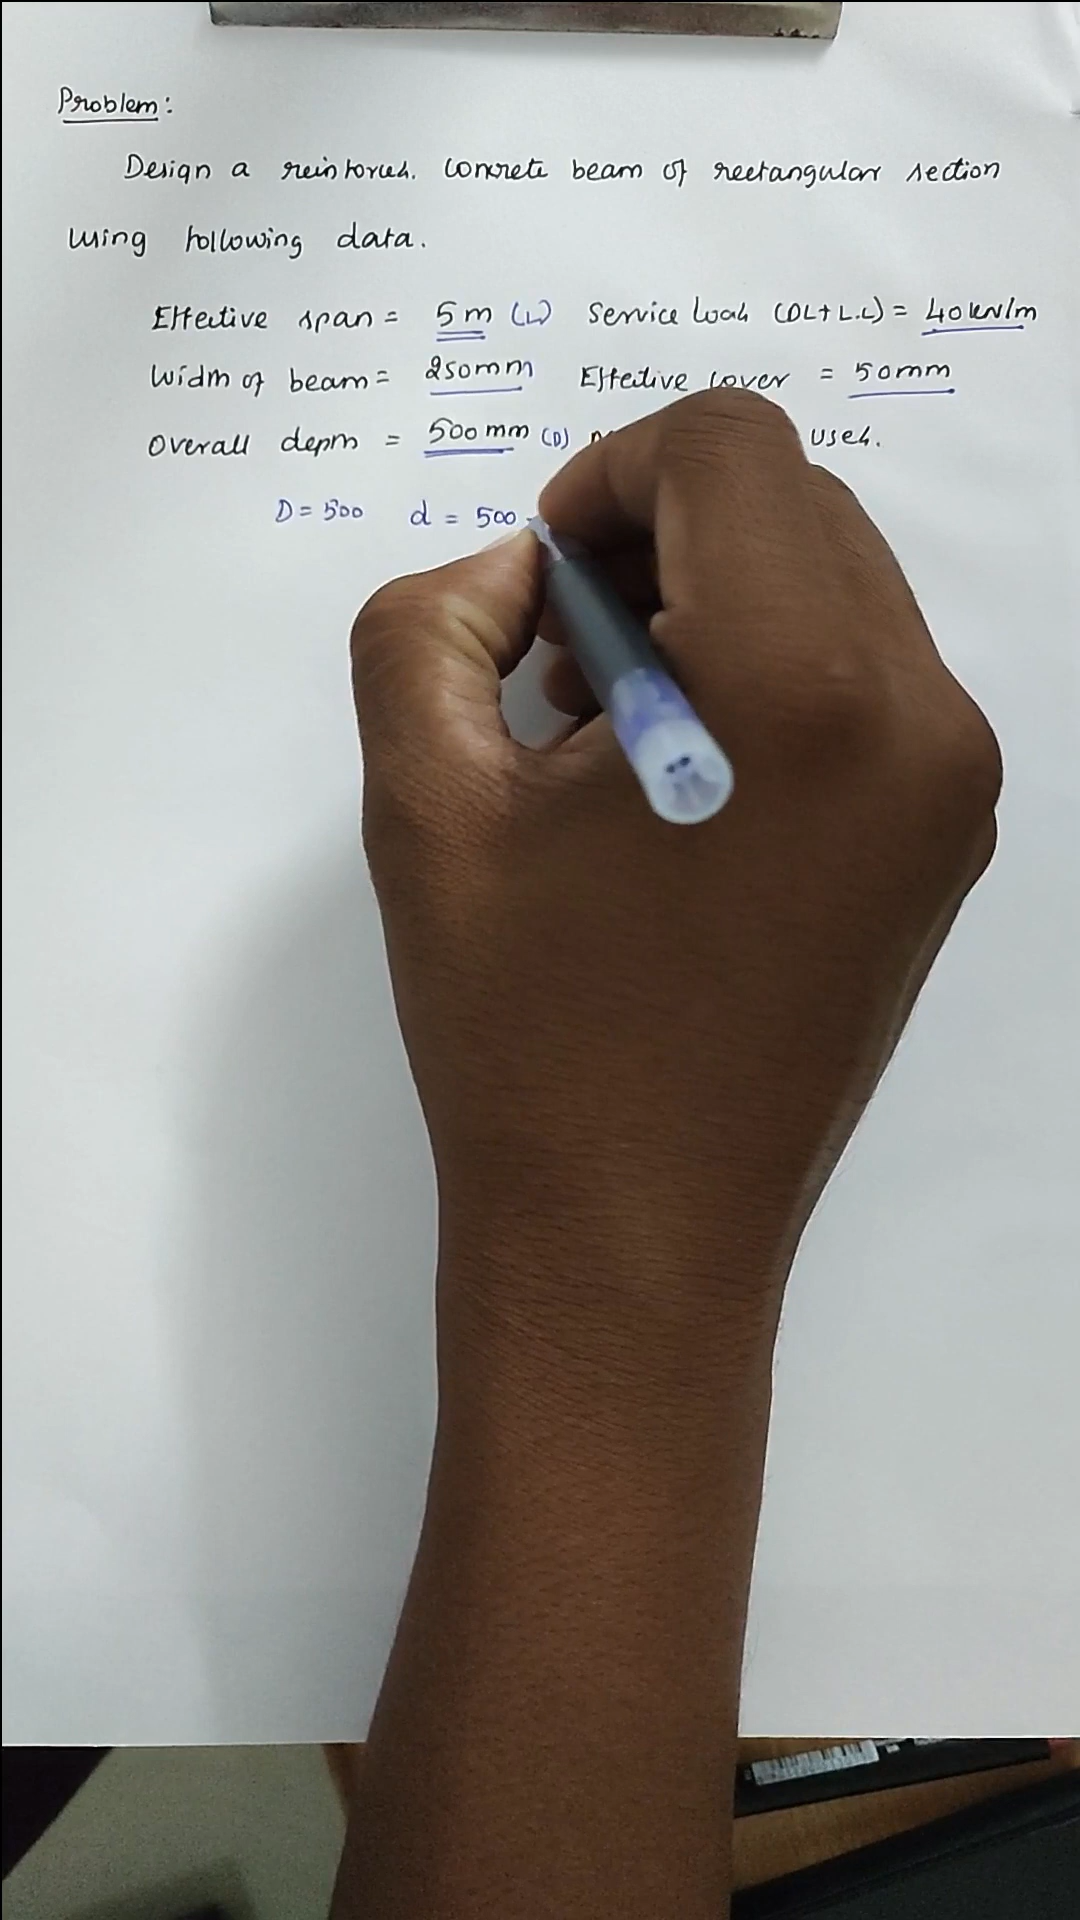 Problem:
Design a reinforced. concrete beam of rectangular section
using following data.
Effective span = 5m (L) Service load (DL+L.L) = 40kN/m
Width of beam = 250mm Effective cover = 50mm
Overall depth = 500mm (D) used.
D = 500 d = 500 -